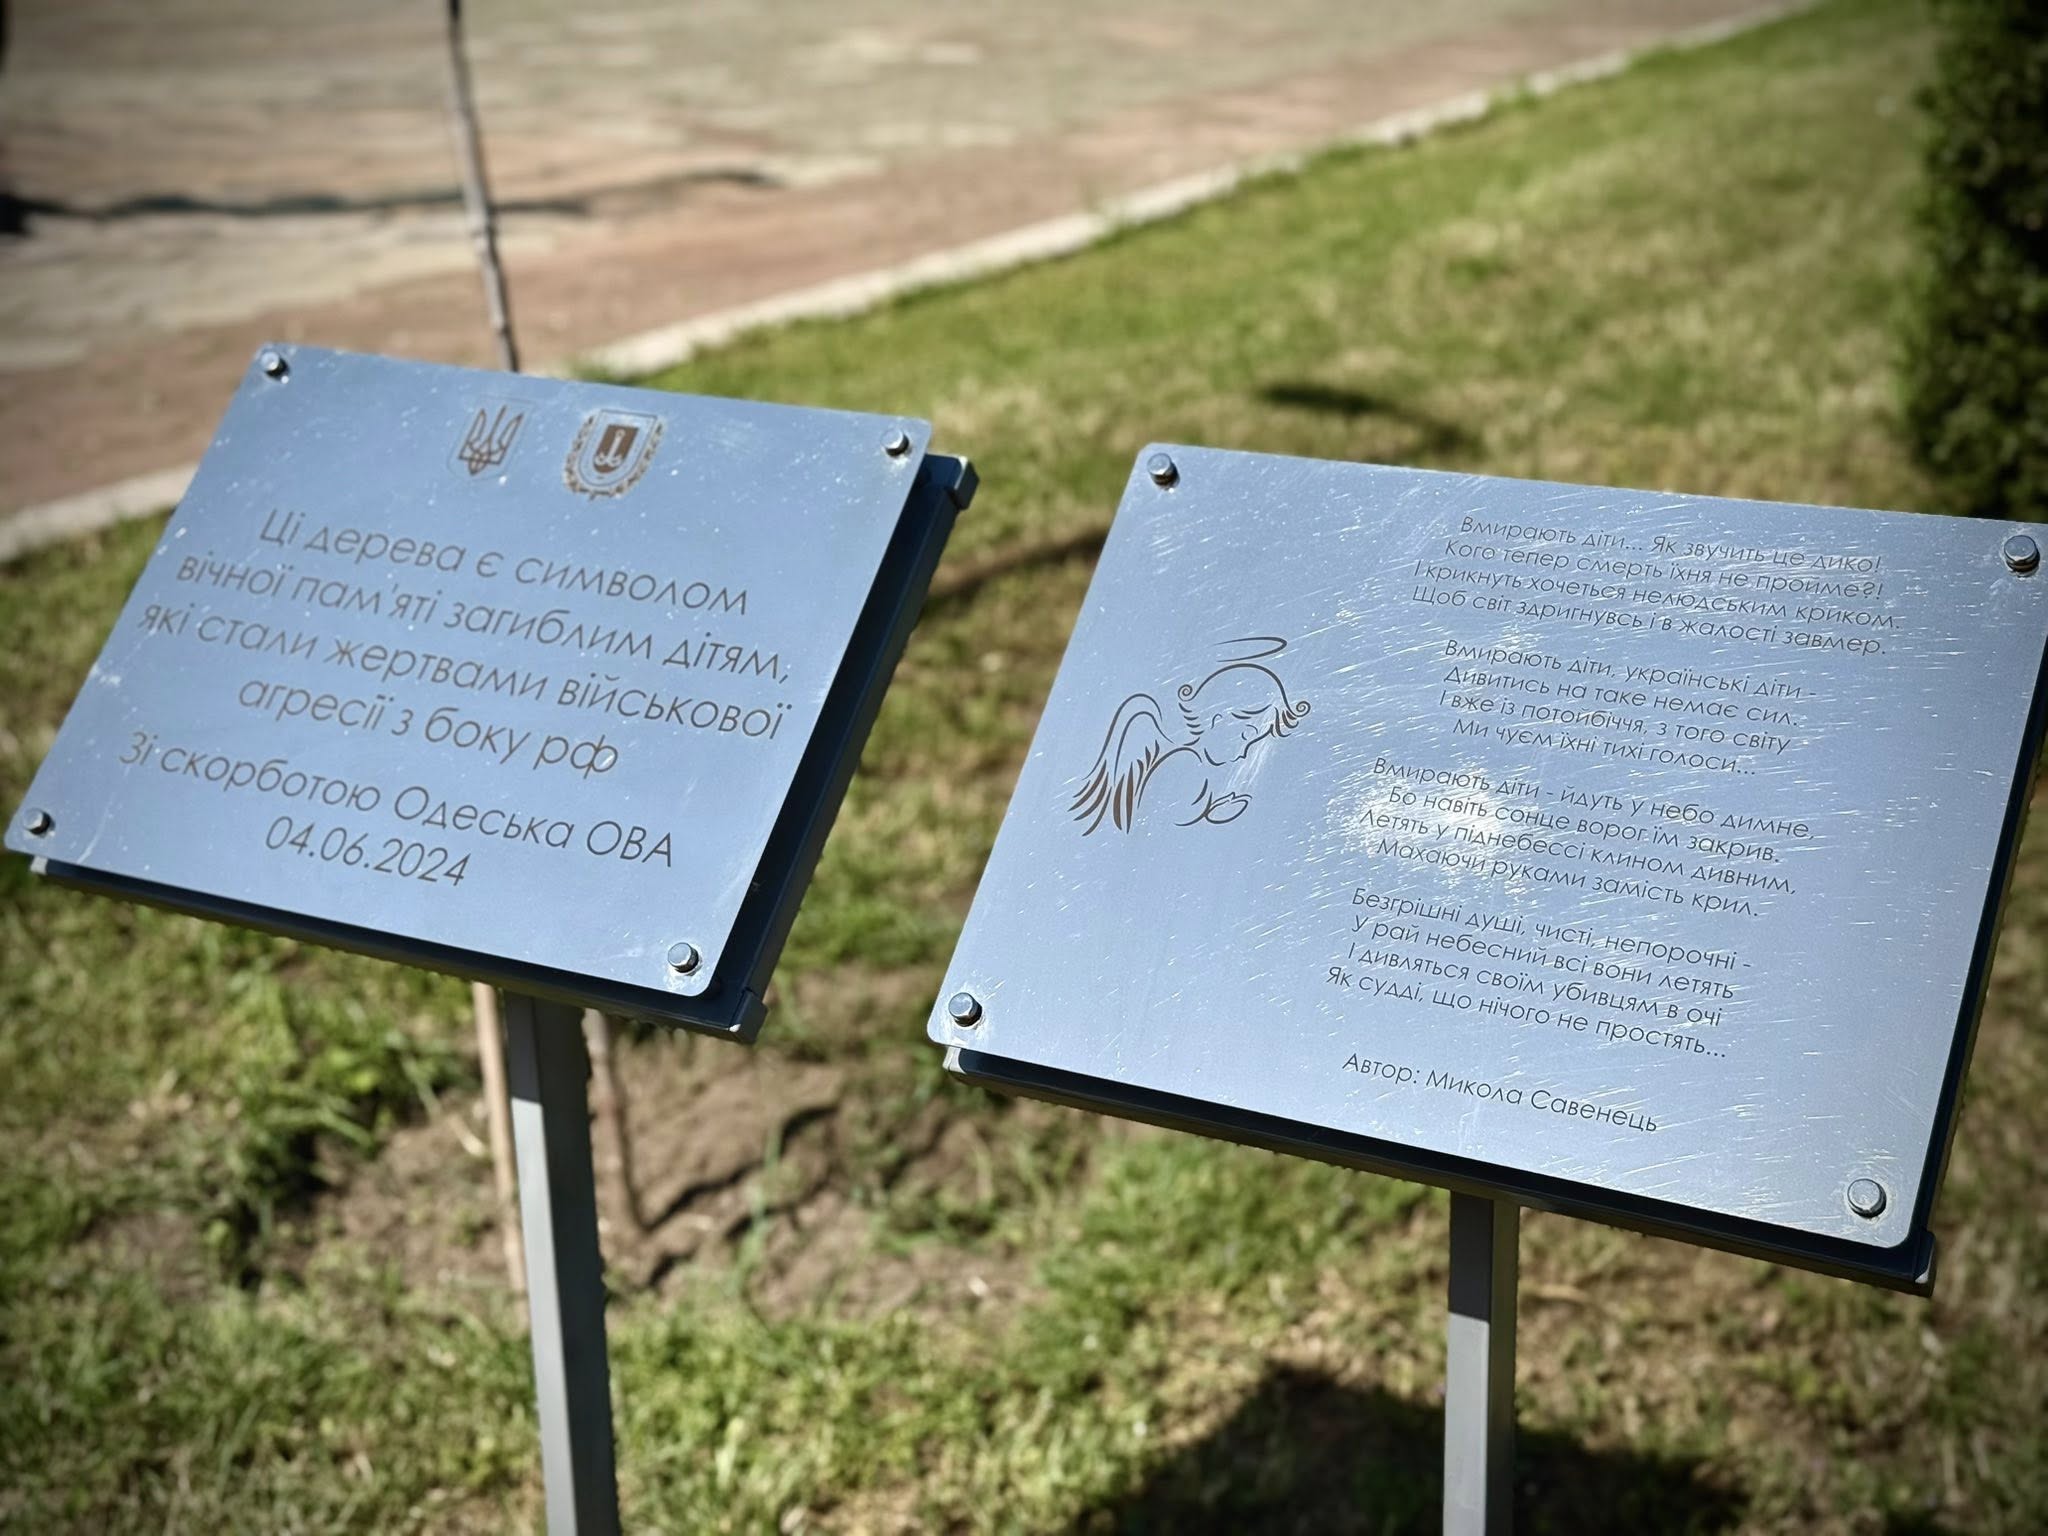 Ці дерева є символом
вічної пам'яті загиблим дітям,
які стали жертвами військової
агресії з боку рф
Зі скорботою Одеська ОВА
04.06.2024
Вмирають діти... Як звучить це дико!
Кого тепер смерть їхня не пройме?!
І крикнуть хочеться нелюдським криком.
Щоб світ здригнувсь і в жалості завмер.
Вмирають діти, українські діти -
Дивитись на таке немає сил.
І вже із потойбіччя, з того світу
Ми чуєм їхні тихі голоси...
Вмирають діти - йдуть у небо димне,
Бо навіть сонце ворог їм закрив.
Летять у піднебессі клином дивним,
Махаючи руками замість крил.
Безгрішні душі, чисті, непорочні -
У рай небесний всі вони летять
І дивляться своїм убивцям в очі
Як судді, що нічого не простять...
Автор: Микола Савенець